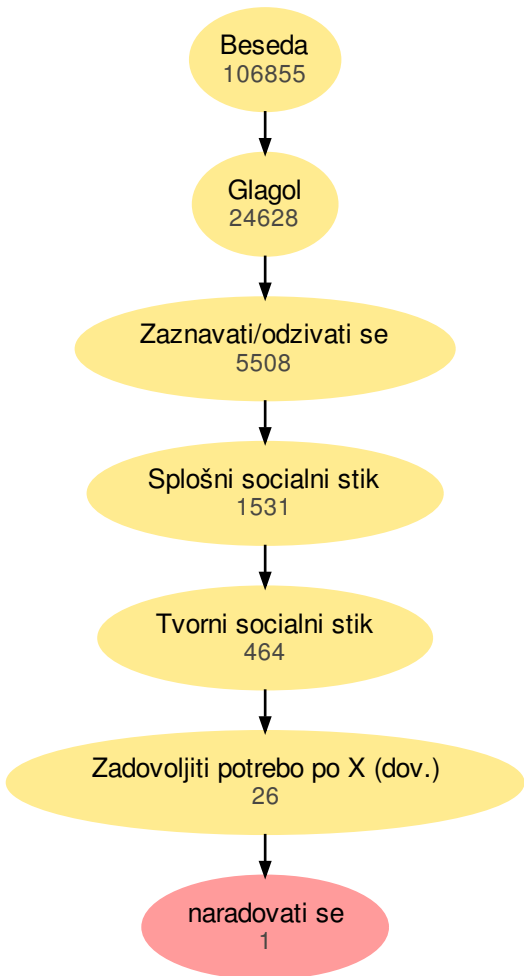 Beseda
106855
Glagol
24628
Zaznavati/odzivati se
5508
Splošni socialni stik
1531
Tvorni socialni stik
464
Zadovoljiti potrebo po X (dov.)
26
naradovati se
1